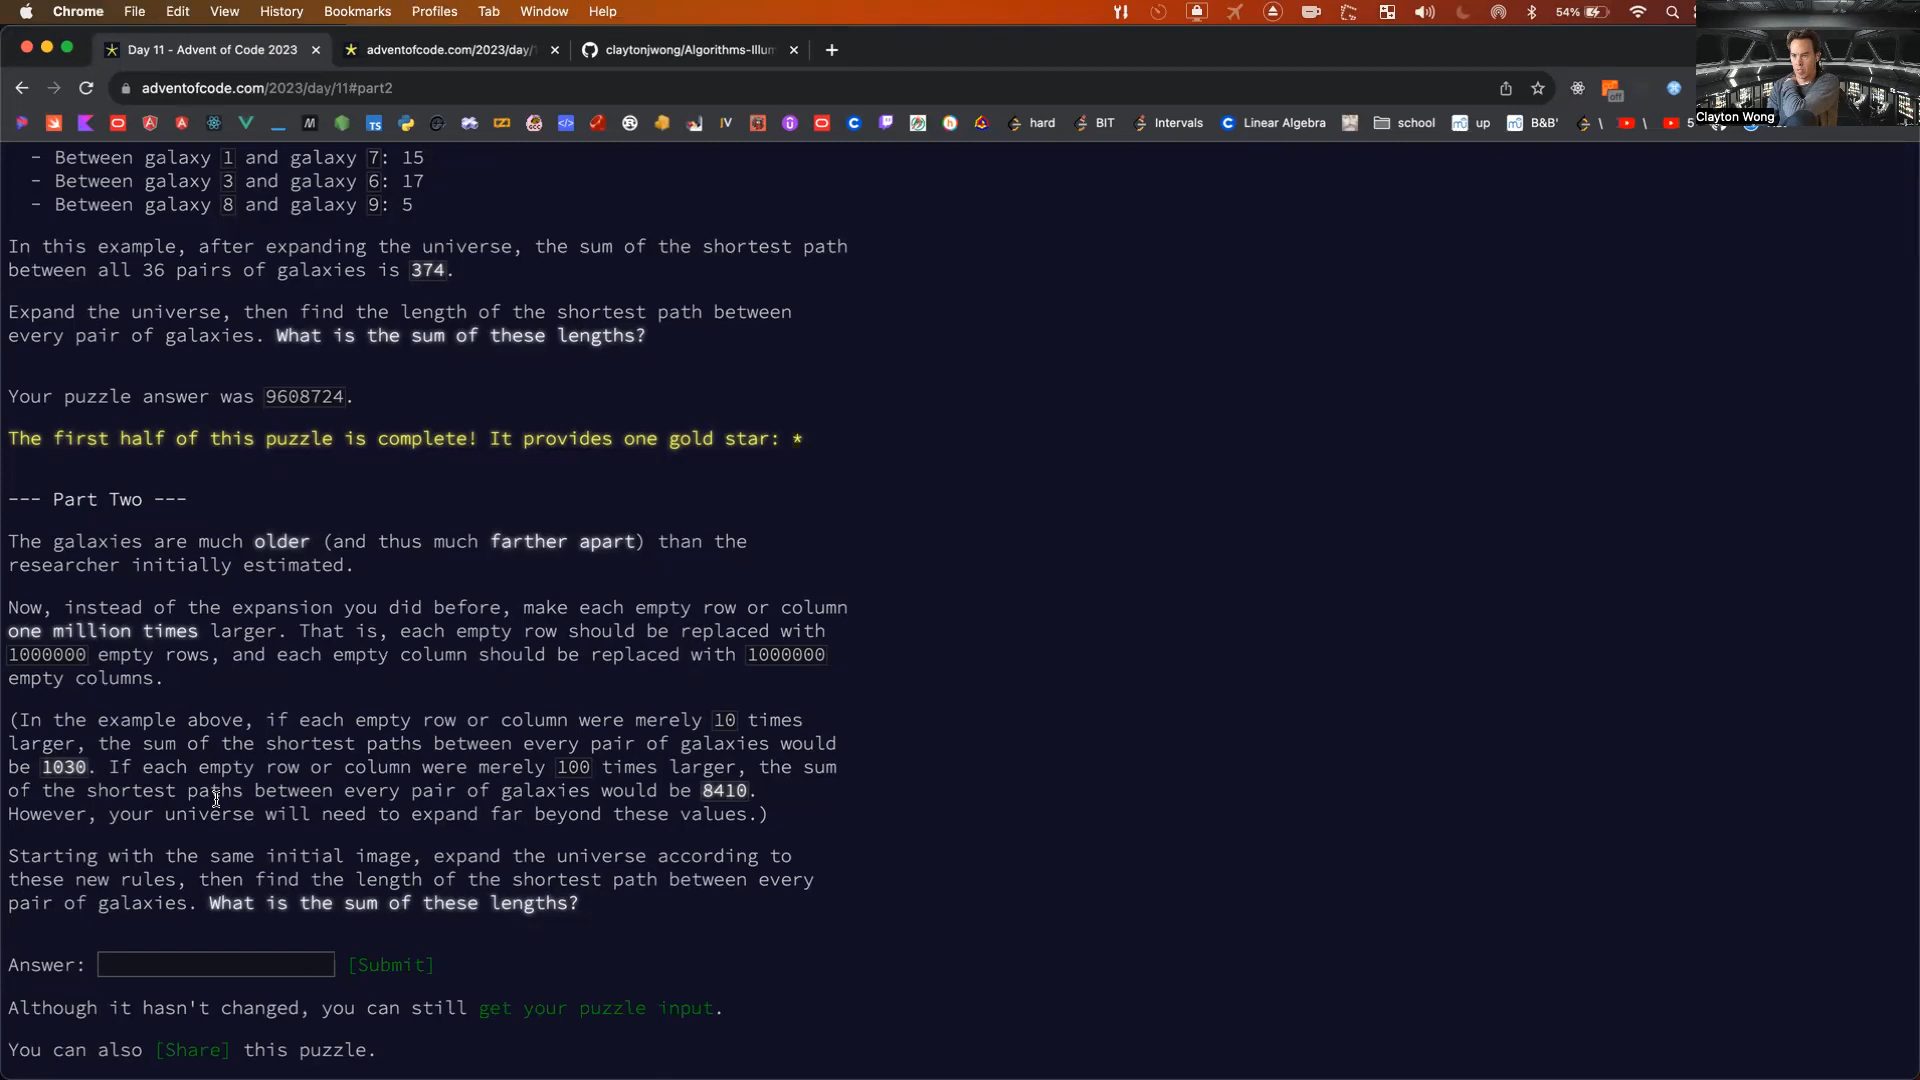 Chrome File Edit View History Bookmarks Profiles Tab Window Help 54%
Day 11 - Advent of Code 2023 adventofcode.com/2023/day/ claytonjwong/Algorithms-Illum
adventofcode.com/2023/day/11#part2
hard BIT Intervals Linear Algebra school up B&B'
Clayton Wong
- Between galaxy 1 and galaxy 7: 15
- Between galaxy 3 and galaxy 6: 17
- Between galaxy 8 and galaxy 9: 5
In this example, after expanding the universe, the sum of the shortest path
between all 36 pairs of galaxies is 374.
Expand the universe, then find the length of the shortest path between
every pair of galaxies. What is the sum of these lengths?
Your puzzle answer was 9608724.
The first half of this puzzle is complete! It provides one gold star: *
--- Part Two ---
The galaxies are much older (and thus much farther apart) than the
researcher initially estimated.
Now, instead of the expansion you did before, make each empty row or column
one million times larger. That is, each empty row should be replaced with
1000000 empty rows, and each empty column should be replaced with 1000000
empty columns.
(In the example above, if each empty row or column were merely 10 times
larger, the sum of the shortest paths between every pair of galaxies would
be 1030. If each empty row or column were merely 100 times larger, the sum
of the shortest paths between every pair of galaxies would be 8410.
However, your universe will need to expand far beyond these values.)
Starting with the same initial image, expand the universe according to
these new rules, then find the length of the shortest path between every
pair of galaxies. What is the sum of these lengths?
Answer: [Submit]
Although it hasn't changed, you can still get your puzzle input.
You can also [Share] this puzzle.